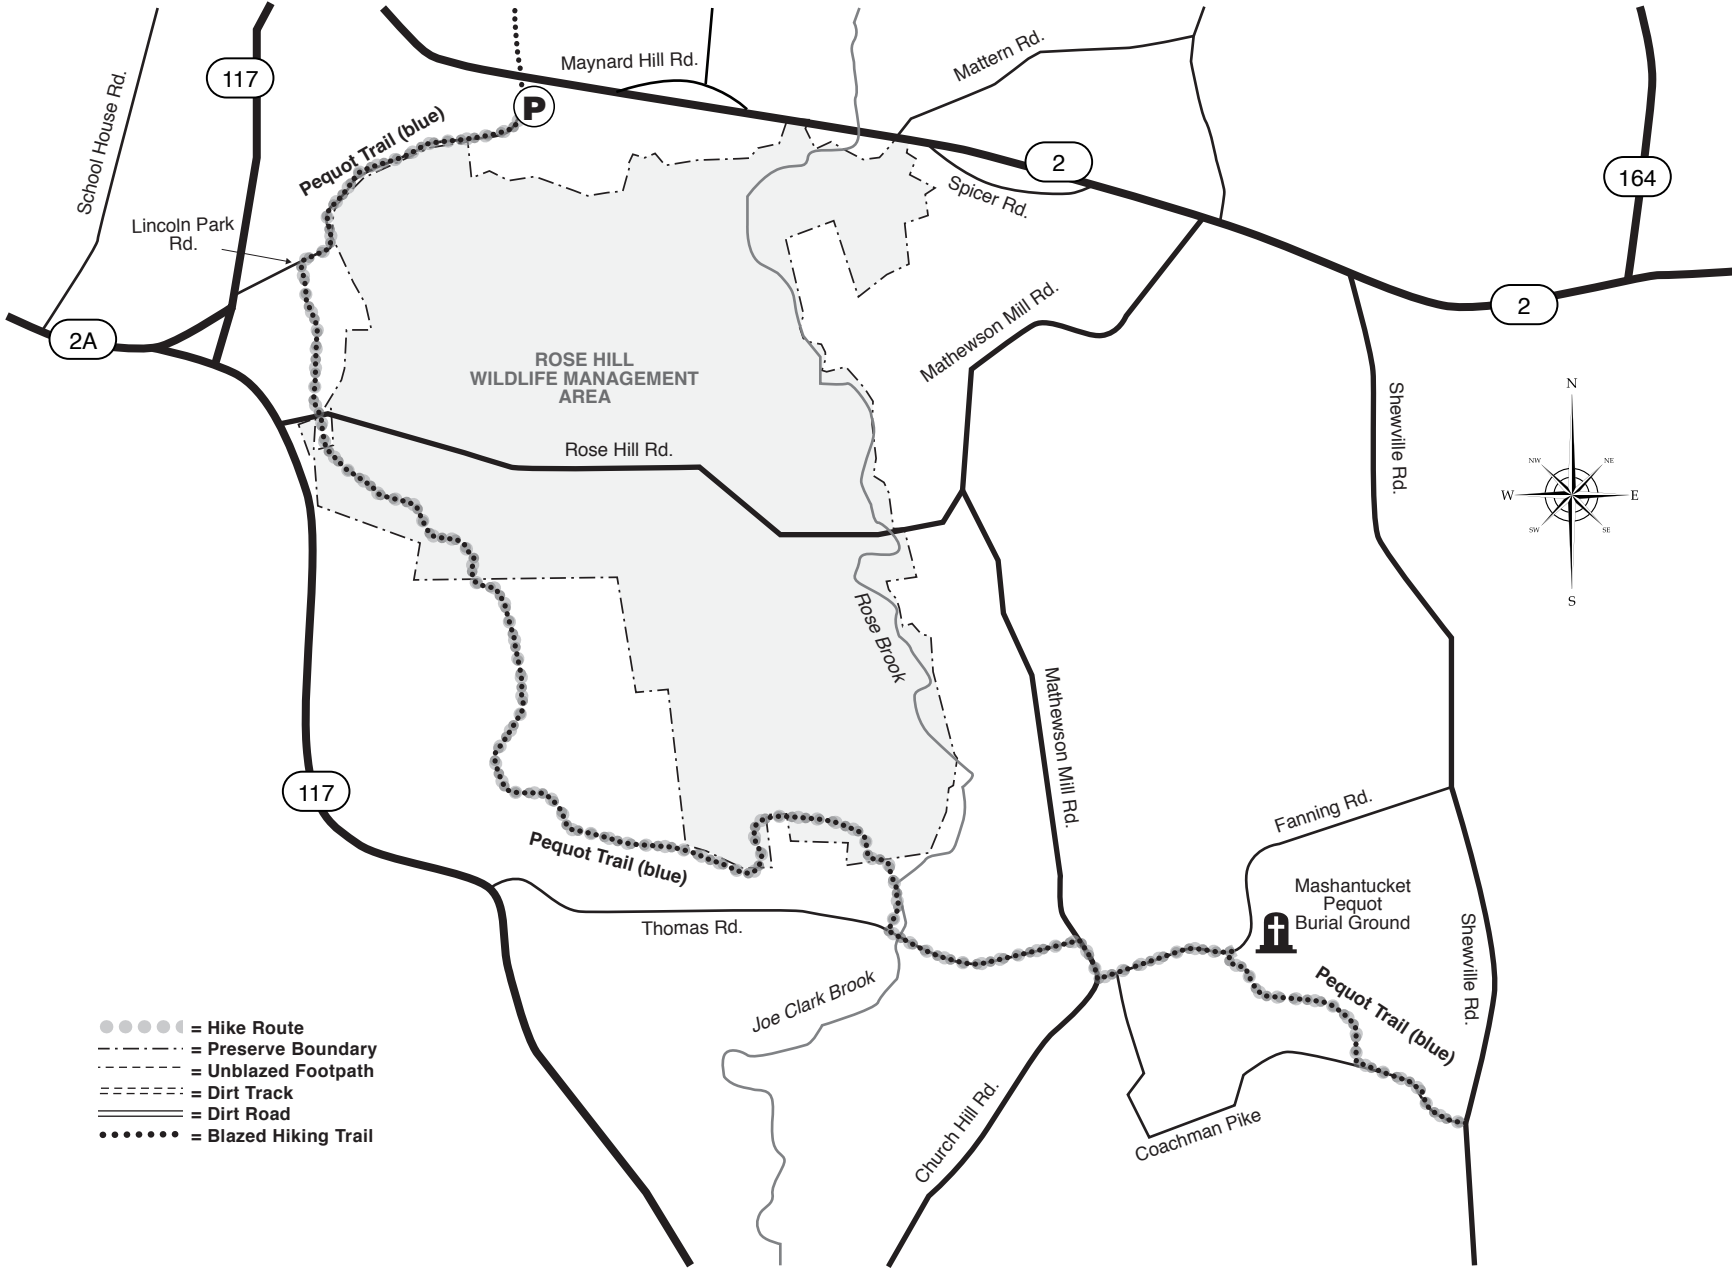 Maynard Hill Rd.
Mattern Rd.
117
School House Rd.
P
Pequot Trail (blue)
2
164
Spicer Rd.
Lincoln Park
Rd.
2A
Mathewson Mill Rd.
2
ROSE HILL
WILDLIFE MANAGEMENT
AREA
Shewville Rd.
N
NW
NE
W
E
SW
SE
S
Rose Hill Rd.
Rose Brook
Mathewson Mill Rd.
117
Fanning Rd.
Pequot Trail (blue)
Mashantucket
Pequot
Burial Ground
Thomas Rd.
Shewville Rd.
Joe Clark Brook
Pequot Trail (blue)
Church Hill Rd.
Coachman Pike
= Hike Route
= Preserve Boundary
= Unblazed Footpath
= Dirt Track
= Dirt Road
= Blazed Hiking Trail